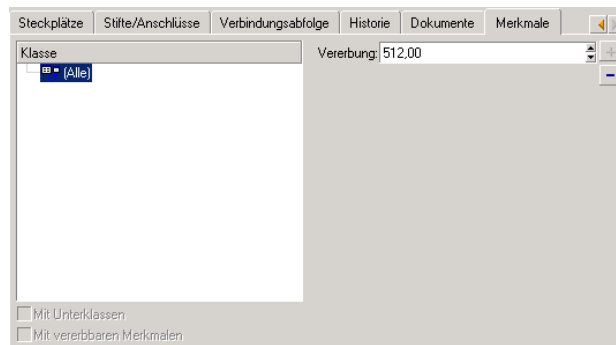 Steckplätze Stifte/Anschlüsse Verbindungsabfolge Historie Dokumente Merkmale
Klasse
Vererbung: 512,00
(Alle)
Mit Unterklassen
Mit vererbbaren Merkmalen